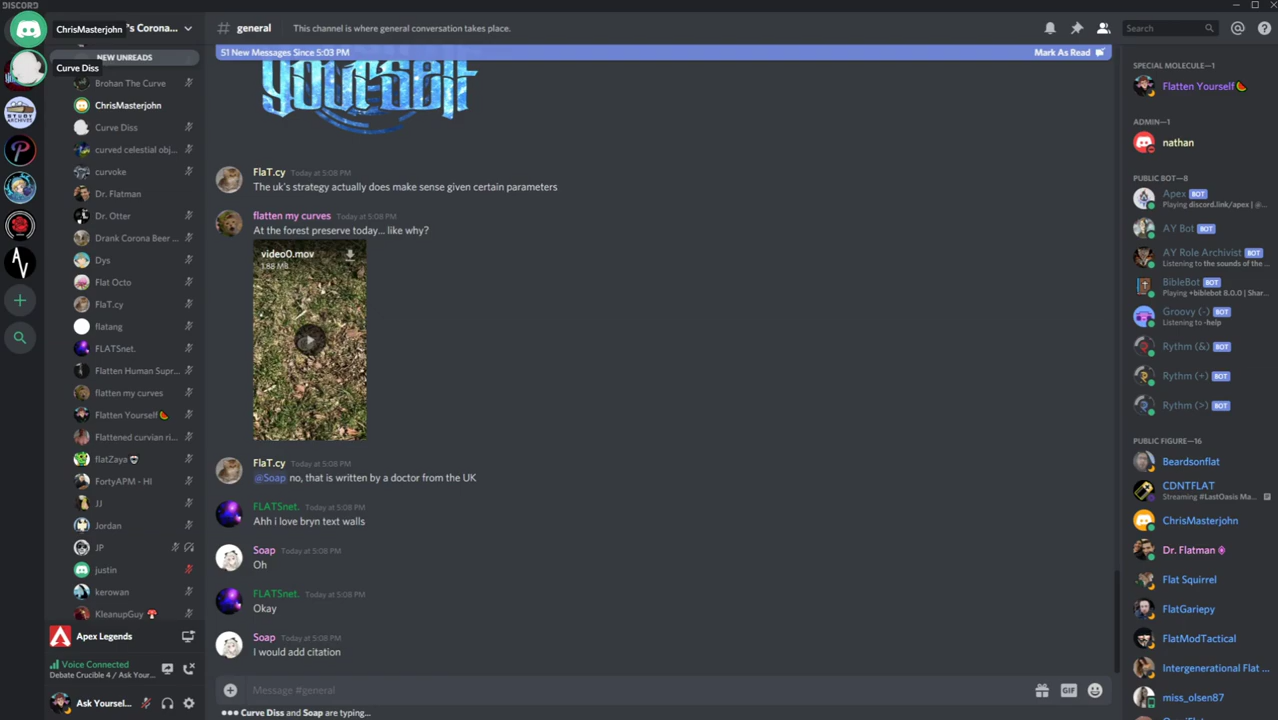 DISCORD
ChrisMasterjohn
's Corona...
NEW UNREADS
Curve Diss
Brohan The Curve
ChrisMasterjohn
Curve Diss
curved celestial obj...
curvoke
Dr. Flatman
Dr. Otter
Drank Corona Beer ...
Dys
Flat Octo
FlaT.cy
flatang
FLATSnet.
Flatten Human Supr...
flatten my curves
Flatten Yourself🍉
Flattened curvian ri...
flatZaya
FortyAPM - HI
JJ
Jordan
JP
justin
kerowan
KleanupGuy 🍄
Apex Legends
Voice Connected
Debate Crucible 4 / Ask Your...
Ask Yoursel...
# general
This channel is where general conversation takes place.
Search
51 New Messages Since 5:03 PM
Mark As Read
YOURSELF
FlaT.cy Today at 5:08 PM
The uk's strategy actually does make sense given certain parameters
flatten my curves Today at 5:08 PM
At the forest preserve today... like why?
video0.mov
1.88 MB
FlaT.cy Today at 5:08 PM
@Soap no, that is written by a doctor from the UK
FLATSnet. Today at 5:08 PM
Ahh i love bryn text walls
Soap Today at 5:08 PM
Oh
FLATSnet. Today at 5:08 PM
Okay
Soap Today at 5:08 PM
I would add citation
Message #general
GIF
Curve Diss and Soap are typing...
SPECIAL MOLECULE—1
Flatten Yourself🍉
ADMIN—1
nathan
PUBLIC BOT—8
Apex BOT
Playing discord.link/apex | @...
AY Bot BOT
AY Role Archivist BOT
Listening to the sounds of the ...
BibleBot BOT
Playing +biblebot 8.0.0 | Shar...
Groovy (-) BOT
Listening to -help
Rythm (&) BOT
Rythm (+) BOT
Rythm (>) BOT
PUBLIC FIGURE—16
Beardsonflat
CDNTFLAT
Streaming #LastOasis Ma...
ChrisMasterjohn
Dr. Flatman
Flat Squirrel
FlatGariepy
FlatModTactical
Intergenerational Flat ...
miss_olsen87